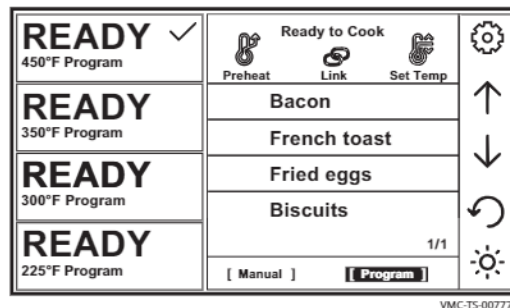 READY
450°F Program
READY
350°F Program
READY
300°F Program
READY
225°F Program
Ready to Cook
Preheat
Link
Set Temp
Bacon
French toast
Fried eggs
Biscuits
1/1
[ Manual ]
[ Program ]
VMC-TS-00777